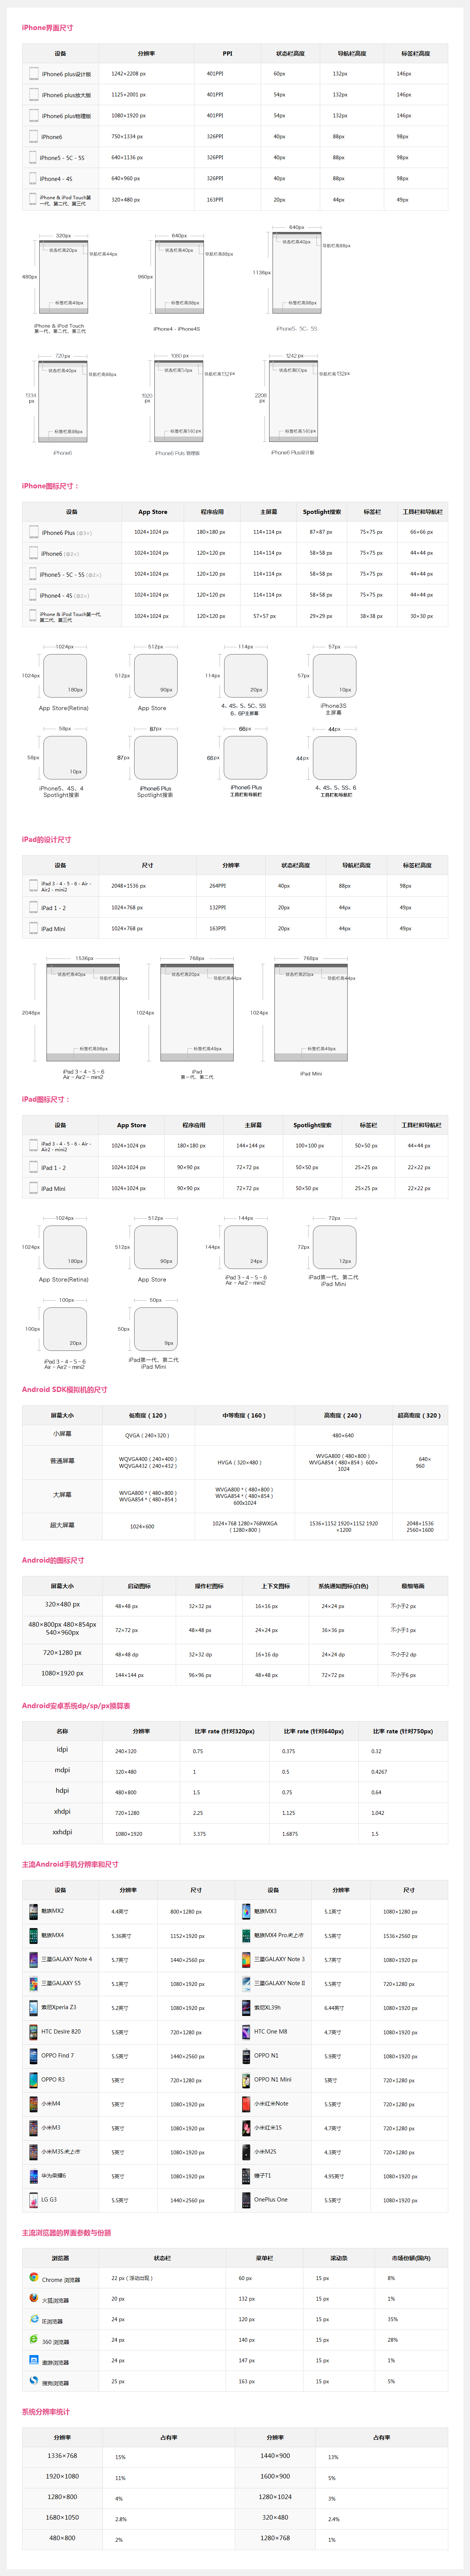 iPhone界面尺寸
设备 分辨率 PPI 状态栏高度 导航栏高度 标签栏高度
iPhone6 plus设计版 1242×2208 px 401PPI 60px 132px 146px
iPhone6 plus放大版 1125×2001 px 401PPI 54px 132px 146px
iPhone6 plus物理版 1080×1920 px 401PPI 54px 132px 146px
iPhone6 750×1334 px 326PPI 40px 88px 98px
iPhone5 - 5C - 5S 640×1136 px 326PPI 40px 88px 98px
iPhone4 - 4S 640×960 px 326PPI 40px 88px 98px
iPhone & iPod Touch第一代、第二代、第三代 320×480 px 163PPI 20px 44px 49px
320px 640px 640px
状态栏高20px 状态栏高40px 状态栏高40px
导航栏高44px 导航栏高88px 导航栏高88px
480px 960px 1136px
标签栏高49px 标签栏高98px 标签栏高98px
iPhone & iPod Touch
第一代、第二代、第三代
iPhone4 - iPhone4S
iPhone5、5C、5S
720px 1080 px 1242 px
状态栏高40px 状态栏高54px 状态栏高60px
导航栏高88px 导航栏高132px 导航栏高132px
1334 px 1920 px 2208 px
iPhone6
iPhone6 Puls 物理版
iPhone6 Plus设计版
iPhone图标尺寸：
设备 App Store 程序应用 主屏幕 Spotlight搜索 标签栏 工具栏和导航栏
iPhone6 Plus (@3×) 1024×1024 px 180×180 px 114×114 px 87×87 px 75×75 px 66×66 px
iPhone6 (@2×) 1024×1024 px 120×120 px 114×114 px 58×58 px 75×75 px 44×44 px
iPhone5 - 5C - 5S (@2×) 1024×1024 px 120×120 px 114×114 px 58×58 px 75×75 px 44×44 px
iPhone4 - 4S (@2×) 1024×1024 px 120×120 px 114×114 px 58×58 px 75×75 px 44×44 px
iPhone & iPod Touch第一代、第二代、第三代 1024×1024 px 120×120 px 57×57 px 29×29 px 38×38 px 30×30 px
1024px 512px 114px 57px
1024px 512px 114px 57px
180px 90px 20px 10px
App Store(Retina)
App Store
4、4S、5、5C、5S
6、6P主屏幕
iPhone3S
主屏幕
58px 87px 66px 44px
58px 87px 66px 44px
10px
iPhone5、4S、4
Spotlight搜索
iPhone6 Plus
Spotlight搜索
iPhone6 Plus
工具栏和导航栏
4、4S、5、5S、6
工具栏和导航栏
iPad的设计尺寸
设备 尺寸 分辨率 状态栏高度 导航栏高度 标签栏高度
iPad 3 - 4 - 5 - 6 - Air - Air2 - mini2 2048×1536 px 264PPI 40px 88px 98px
iPad 1 - 2 1024×768 px 132PPI 20px 44px 49px
iPad Mini 1024×768 px 163PPI 20px 44px 49px
1536px 768px 768px
状态栏高40px 状态栏高20px 状态栏高20px
导航栏高88px 导航栏高44px 导航栏高44px
2048px 1024px 1024px
标签栏高98px 标签栏高49px 标签栏高49px
iPad 3 - 4 - 5 - 6
Air - Air2 - mini2
iPad
第一代、第二代
iPad Mini
iPad图标尺寸：
设备 App Store 程序应用 主屏幕 Spotlight搜索 标签栏 工具栏和导航栏
iPad 3 - 4 - 5 - 6 - Air - Air2 - mini2 1024×1024 px 180×180 px 144×144 px 100×100 px 50×50 px 44×44 px
iPad 1 - 2 1024×1024 px 90×90 px 72×72 px 50×50 px 25×25 px 22×22 px
iPad Mini 1024×1024 px 90×90 px 72×72 px 50×50 px 25×25 px 22×22 px
1024px 512px 144px 72px
1024px 512px 144px 72px
180px 90px 24px 12px
App Store(Retina)
App Store
iPad 3 - 4 - 5 - 6
Air - Air2 - mini2
iPad第一代、第二代
iPad Mini
100px 50px
100px 50px
20px 9px
iPad 3 - 4 - 5 - 6
Air - Air2 - mini2
iPad第一代、第二代
iPad Mini
Android SDK模拟机的尺寸
屏幕大小 低密度（120） 中等密度（160） 高密度（240） 超高密度（320）
小屏幕 QVGA（240×320） 480×640
普通屏幕 WQVGA400（240×400） WQVGA432（240×432） HVGA（320×480） WVGA800（480×800） WVGA854（480×854） 600×1024 640×960
大屏幕 WVGA800 *（480×800） WVGA854 *（480×854） WVGA800 *（480×800） WVGA854 *（480×854） 600x1024
超大屏幕 1024×600 1024×768 1280×768WXGA（1280×800） 1536×1152 1920×1152 1920×1200 2048×1536 2560×1600
Android的图标尺寸
屏幕大小 启动图标 操作栏图标 上下文图标 系统通知图标(白色) 最细笔画
320×480 px 48×48 px 32×32 px 16×16 px 24×24 px 不小于2 px
480×800px 480×854px 540×960px 72×72 px 48×48 px 24×24 px 36×36 px 不小于3 px
720×1280 px 48×48 dp 32×32 dp 16×16 dp 24×24 dp 不小于2 dp
1080×1920 px 144×144 px 96×96 px 48×48 px 72×72 px 不小于6 px
Android安卓系统dp/sp/px换算表
名称 分辨率 比率 rate (针对320px) 比率 rate (针对640px) 比率 rate (针对750px)
idpi 240×320 0.75 0.375 0.32
mdpi 320×480 1 0.5 0.4267
hdpi 480×800 1.5 0.75 0.64
xhdpi 720×1280 2.25 1.125 1.042
xxhdpi 1080×1920 3.375 1.6875 1.5
主流Android手机分辨率和尺寸
设备 分辨率 尺寸 设备 分辨率 尺寸
魅族MX2 4.4英寸 800×1280 px 魅族MX3 5.1英寸 1080×1280 px
魅族MX4 5.36英寸 1152×1920 px 魅族MX4 Pro未上市 5.5英寸 1536×2560 px
三星GALAXY Note 4 5.7英寸 1440×2560 px 三星GALAXY Note 3 5.7英寸 1080×1920 px
三星GALAXY S5 5.1英寸 1080×1920 px 三星GALAXY Note II 5.5英寸 720×1280 px
索尼Xperia Z3 5.2英寸 1080×1920 px 索尼XL39h 6.44英寸 1080×1920 px
HTC Desire 820 5.5英寸 720×1280 px HTC One M8 4.7英寸 1080×1920 px
OPPO Find 7 5.5英寸 1440×2560 px OPPO N1 5.9英寸 1080×1920 px
OPPO R3 5英寸 720×1280 px OPPO N1 Mini 5英寸 720×1280 px
小米M4 5英寸 1080×1920 px 小米红米Note 5.5英寸 720×1280 px
小米M3 5英寸 1080×1920 px 小米红米1S 4.7英寸 720×1280 px
小米M3S未上市 5英寸 1080×1920 px 小米M2S 4.3英寸 720×1280 px
华为荣耀6 5英寸 1080×1920 px 锤子T1 4.95英寸 1080×1920 px
LG G3 5.5英寸 1440×2560 px OnePlus One 5.5英寸 1080×1920 px
主流浏览器的界面参数与份额
浏览器 状态栏 菜单栏 滚动条 市场份额(国内)
Chrome 浏览器 22 px（浮动出现） 60 px 15 px 8%
火狐浏览器 20 px 132 px 15 px 1%
IE浏览器 24 px 120 px 15 px 35%
360 浏览器 24 px 140 px 15 px 28%
遨游浏览器 24 px 147 px 15 px 1%
搜狗浏览器 25 px 163 px 15 px 5%
系统分辨率统计
分辨率 占有率 分辨率 占有率
1336×768 15% 1440×900 13%
1920×1080 11% 1600×900 5%
1280×800 4% 1280×1024 3%
1680×1050 2.8% 320×480 2.4%
480×800 2% 1280×768 1%